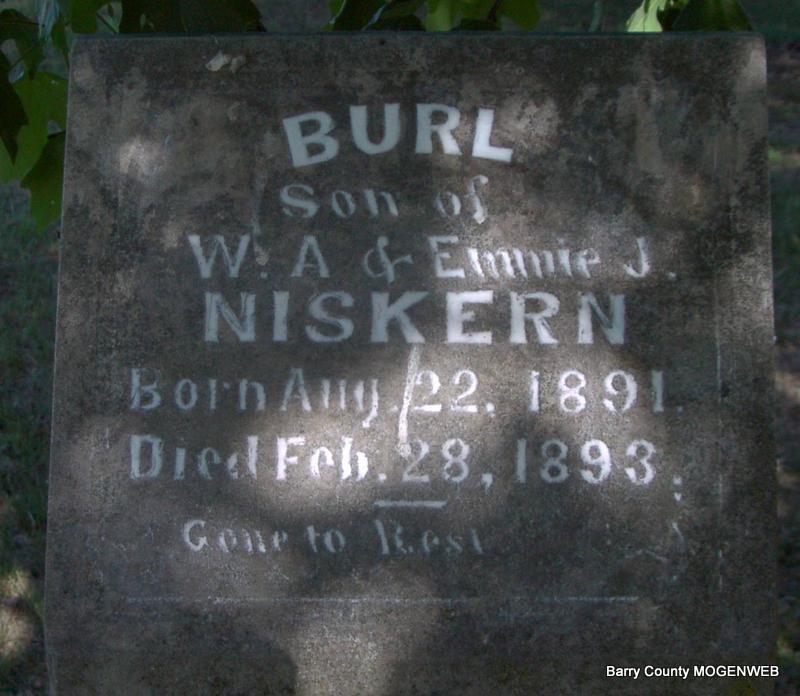 BURL
Son of
W. A & Emmie J.
NISKERN
Born Aug. 22, 1891.
Died Feb. 28, 1893.
Gone to Rest
Barry County MOGENWEB